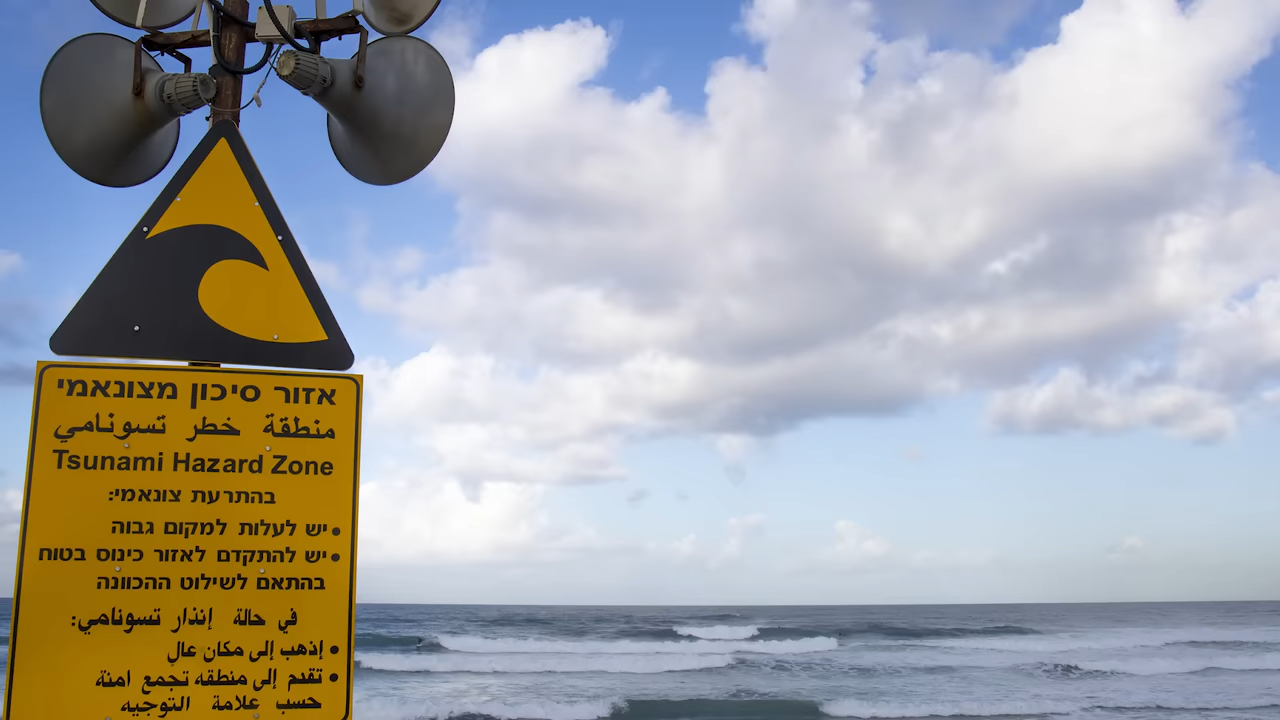 אזור סיכון מצונאמי
منطقة خطر تسونامي
Tsunami Hazard Zone
בהתרעת צונאמי:
• יש לעלות למקום גבוה
• יש להתקדם לאזור כינוס בטוח
בהתאם לשילוט ההכוונה
في حالة إنذار تسونامي:
• إذهب إلى مكان عالٍ
• تقدم إلى منطقه تجمع امنة
حسب علامة التوجيه